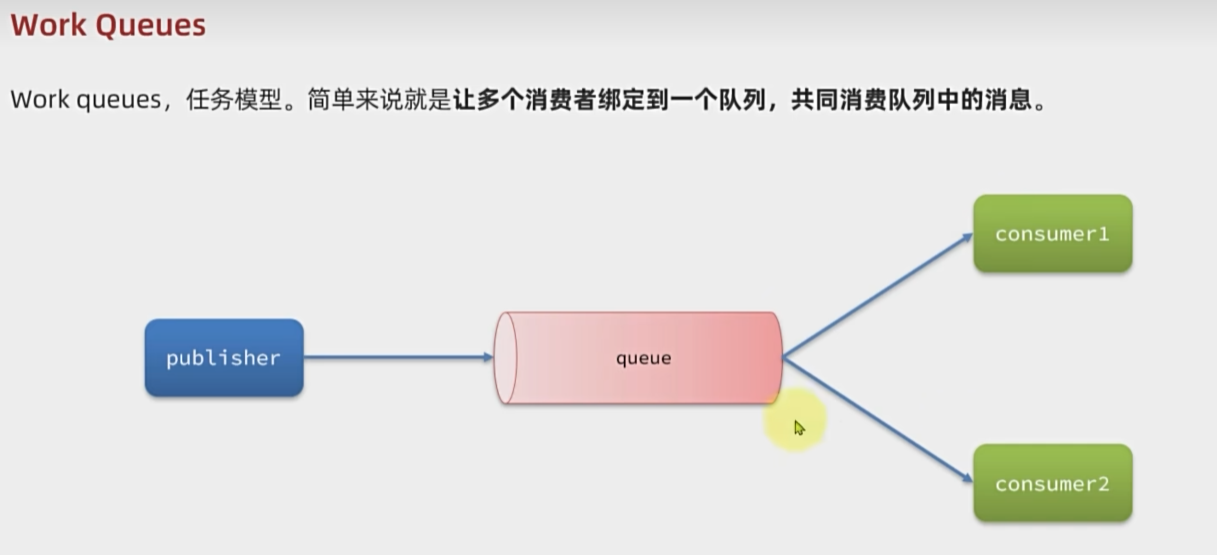 Work Queues
Work queues，任务模型。简单来说就是让多个消费者绑定到一个队列，共同消费队列中的消息。
consumer1
publisher
queue
consumer2